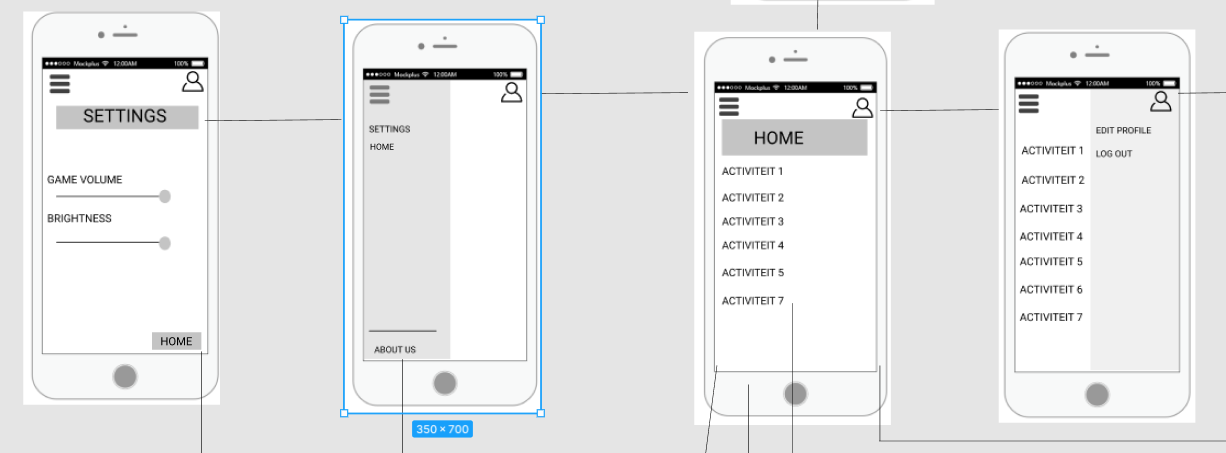 Mockplus 12:00AM 100%
SETTINGS
GAME VOLUME
BRIGHTNESS
HOME
Mockplus 12:00AM 100%
SETTINGS
HOME
ABOUT US
350 × 700
Mockplus 12:00AM 100%
HOME
ACTIVITEIT 1
ACTIVITEIT 2
ACTIVITEIT 3
ACTIVITEIT 4
ACTIVITEIT 5
ACTIVITEIT 7
Mockplus 12:00AM 100%
EDIT PROFILE
LOG OUT
ACTIVITEIT 1
ACTIVITEIT 2
ACTIVITEIT 3
ACTIVITEIT 4
ACTIVITEIT 5
ACTIVITEIT 6
ACTIVITEIT 7